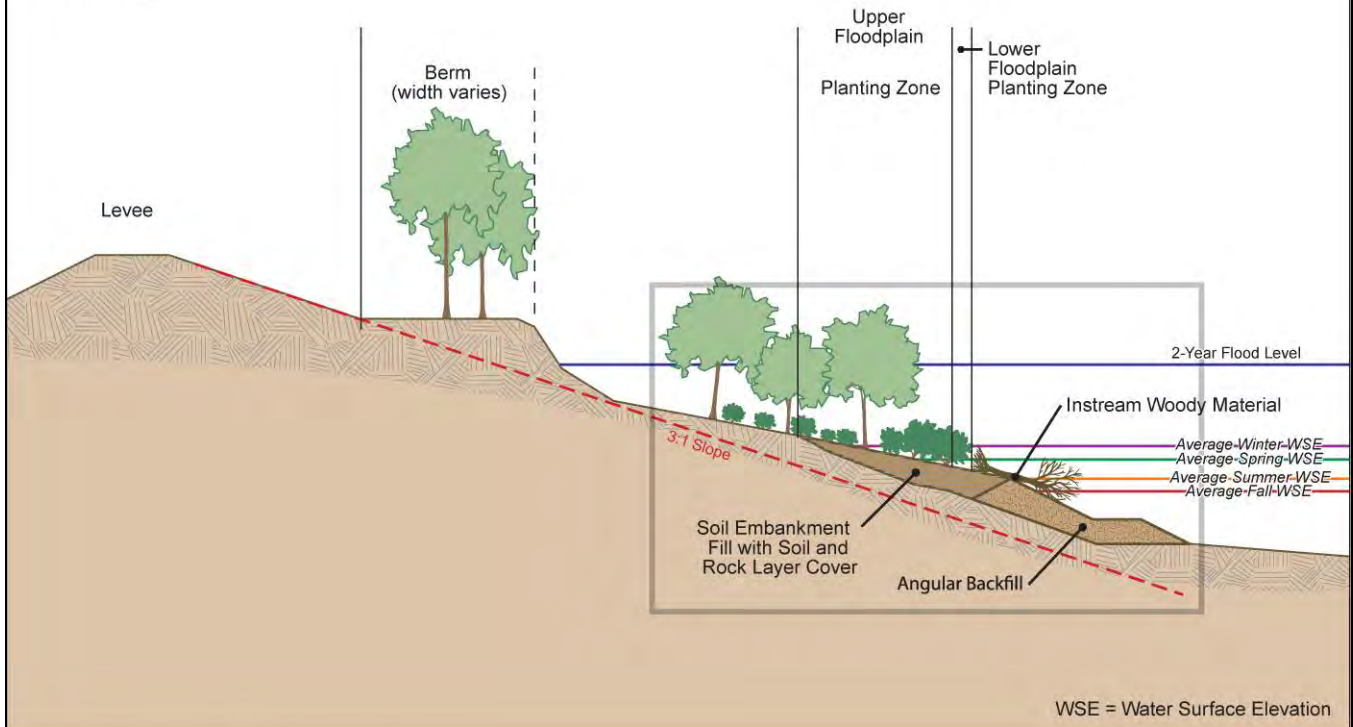 Upper
Floodplain
Planting Zone
Lower
Floodplain
Planting Zone
Berm
(width varies)
Levee
2-Year Flood Level
Instream Woody Material
Average Winter WSE
Average Spring WSE
Average Summer WSE
Average Fall WSE
3:1 Slope
Soil Embankment
Fill with Soil and
Rock Layer Cover
Angular Backfill
WSE = Water Surface Elevation